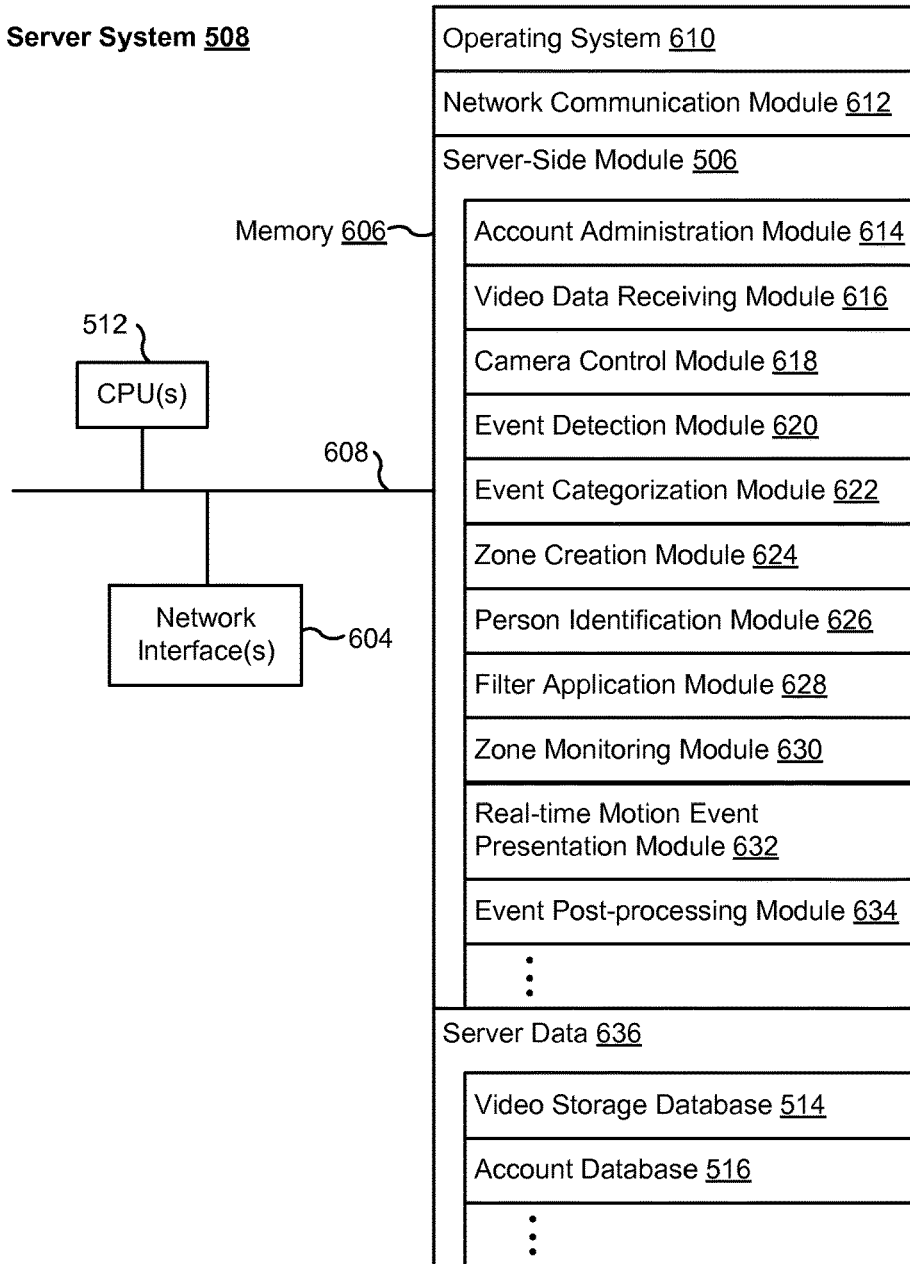 Server System 508
Operating System 610
Network Communication Module 612
Server-Side Module 506
Memory 606
Account Administration Module 614
Video Data Receiving Module 616
Camera Control Module 618
Event Detection Module 620
Event Categorization Module 622
Zone Creation Module 624
Person Identification Module 626
Filter Application Module 628
Zone Monitoring Module 630
Real-time Motion Event
Presentation Module 632
Event Post-processing Module 634
512
CPU(s)
608
Network
Interface(s)
604
Server Data 636
Video Storage Database 514
Account Database 516